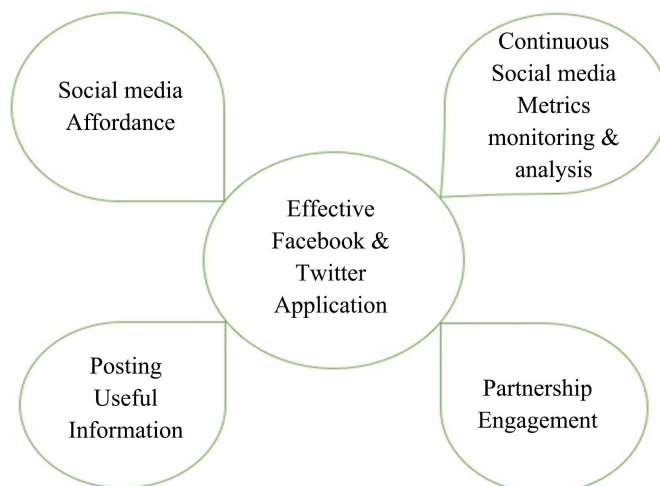 Social media
Affordance
Continuous
Social media
Metrics
monitoring &
analysis
Effective
Facebook &
Twitter
Application
Posting
Useful
Information
Partnership
Engagement